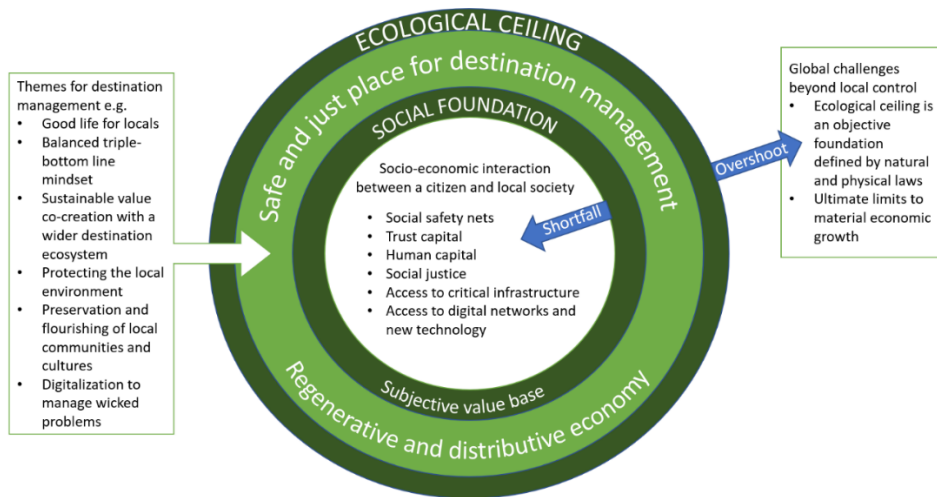 ECOLOGICAL CEILING
Safe and just place for destination management
SOCIAL FOUNDATION
Themes for destination
management e.g.
• Good life for locals
• Balanced triple-
bottom line
mindset
• Sustainable value
co-creation with a
wider destination
ecosystem
• Protecting the local
environment
• Preservation and
flourishing of local
communities and
cultures
• Digitalization to
manage wicked
problems
Socio-economic interaction
between a citizen and local society
• Social safety nets
• Trust capital
• Human capital
• Social justice
• Access to critical infrastructure
• Access to digital networks and
new technology
Shortfall
Overshoot
Global challenges
beyond local control
• Ecological ceiling is
an objective
foundation
defined by natural
and physical laws
• Ultimate limits to
material economic
growth
Subjective value base
Regenerative and distributive economy